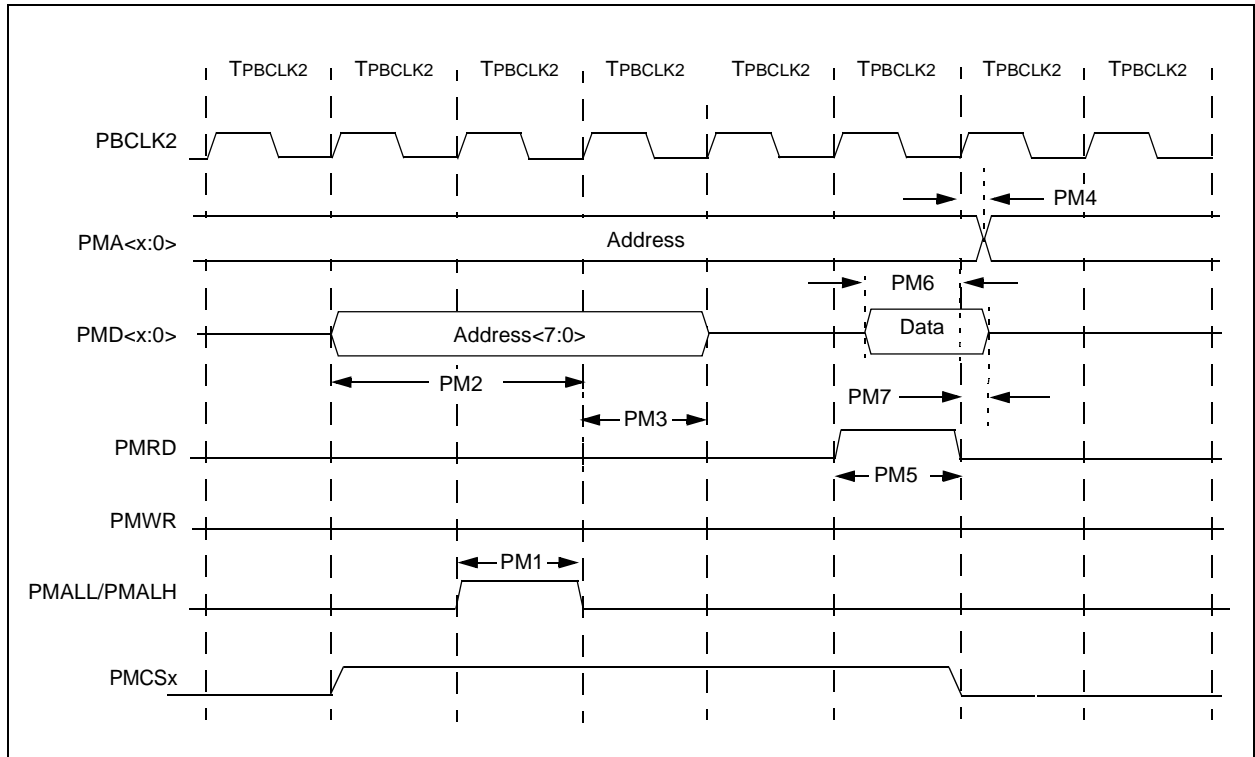 TPBCLK2 TPBCLK2 TPBCLK2 TPBCLK2 TPBCLK2 TPBCLK2 TPBCLK2 TPBCLK2
PBCLK2
PM4
PMA<x:0>
Address
PM6
PMD<x:0>
Address<7:0>
Data
PM2
PM7
PM3
PMRD
PM5
PMWR
PM1
PMALL/PMALH
PMCSx